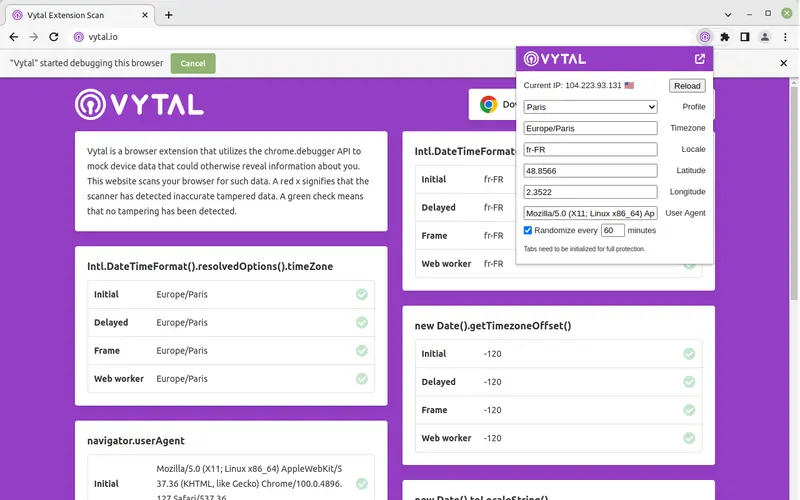 Vytal Extension Scan
vytal.io
"Vytal" started debugging this browser
Cancel
VYTAL
Vytal is a browser extension that utilizes the chrome.debugger API to
mock device data that could otherwise reveal information about you.
This website scans your browser for such data. A red x signifies that the
scanner has detected inaccurate tampered data. A green check means
that no tampering has been detected.
Intl.DateTimeFormat().resolvedOptions().timeZone
Initial Europe/Paris
Delayed Europe/Paris
Frame Europe/Paris
Web worker Europe/Paris
navigator.userAgent
Initial
Mozilla/5.0 (X11; Linux x86_64) AppleWebKit/5
37.36 (KHTML, like Gecko) Chrome/100.0.4896.
127 Safari/537.36
Intl.DateTimeFormat
Initial fr-FR
Delayed fr-FR
Frame fr-FR
Web worker fr-FR
new Date().getTimezoneOffset()
Initial -120
Delayed -120
Frame -120
Web worker -120
new Date().toLocaleString()
VYTAL
Current IP: 104.223.93.131
Reload
Paris Profile
Europe/Paris Timezone
fr-FR Locale
48.8566 Latitude
2.3522 Longitude
Mozilla/5.0 (X11; Linux x86_64) Ap User Agent
Randomize every 60 minutes
Tabs need to be initialized for full protection.